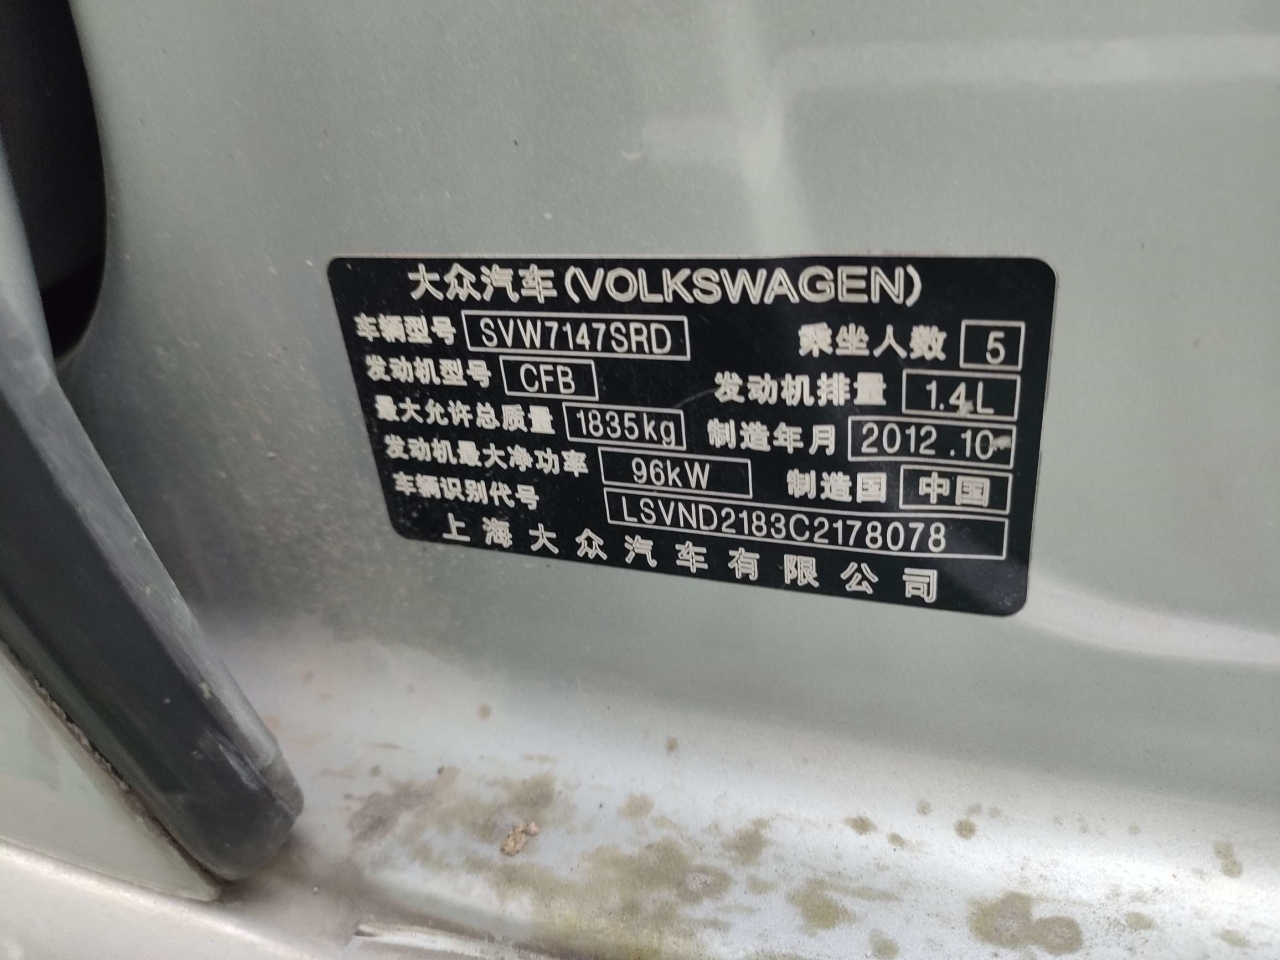 大众汽车(VOLKSWAGEN)
车辆型号 SVW7147SRD 乘坐人数 5
发动机型号 CFB 发动机排量 1.4L
最大允许总质量 1835kg 制造年月 2012.10
发动机最大净功率 96kW 制造国 中国
车辆识别代号 LSVND2183C2178078
上海大众汽车有限公司